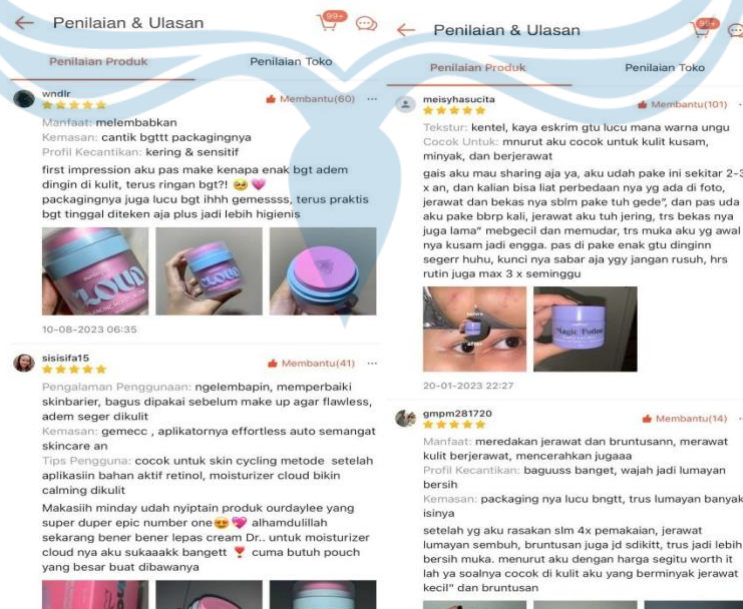 Penilaian & Ulasan
99+
Penilaian Produk
Penilaian Toko
wndlr
Membantu(60)
Manfaat: melembabkan
Kemasan: cantik bgttt packagingnya
Profil Kecantikan: kering & sensitif
first impression aku pas make kenapa enak bgt adem
dingin di kulit, terus ringan bgt?! 🥹💗
packagingnya juga lucu bgt ihhh gemessss, terus praktis
bgt tinggal diteken aja plus jadi lebih higienis
CLOUD
10-08-2023 06:35
sisisifa15
Membantu(41)
Pengalaman Penggunaan: ngelembapin, memperbaiki
skinbarier, bagus dipakai sebelum make up agar flawless,
adem seger dikulit
Kemasan: gemecc , aplikatornya effortless auto semangat
skincare an
Tips Pengguna: cocok untuk skin cycling metode setelah
aplikasiin bahan aktif retinol, moisturizer cloud bikin
calming dikulit
Makasiih minday udah nyiptain produk ourdaylee yang
super duper epic number one😍💗 alhamdulillah
sekarang bener bener lepas cream Dr.. untuk moisturizer
cloud nya aku sukaaakk bangett ❣️ cuma butuh pouch
yang besar buat dibawanya
Penilaian & Ulasan
99+
Penilaian Produk
Penilaian Toko
meisyhasucita
Membantu(101)
Tekstur: kentel, kaya eskrim gtu lucu mana warna ungu
Cocok Untuk: mnurut aku cocok untuk kulit kusam,
minyak, dan berjerawat
gais aku mau sharing aja ya, aku udah pake ini sekitar 2-3
x an, dan kalian bisa liat perbedaan nya yg ada di foto,
jerawat dan bekas nya sblm pake tuh gede", dan pas uda
aku pake bbrp kali, jerawat aku tuh jering, trs bekas nya
juga lama" mebgecil dan memudar, trs muka aku yg awal
nya kusam jadi engga. pas di pake enak gtu dinginn
segerr huhu, kunci nya sabar aja ygy jangan rusuh, hrs
rutin juga max 3 x seminggu
after
Magic Potion
20-01-2023 22:27
gmpm281720
Membantu(14)
Manfaat: meredakan jerawat dan bruntusann, merawat
kulit berjerawat, mencerahkan jugaaa
Profil Kecantikan: baguuss banget, wajah jadi lumayan
bersih
Kemasan: packaging nya lucu bngtt, trus lumayan banyak
isinya
setelah yg aku rasakan slm 4x pemakaian, jerawat
lumayan sembuh, bruntusan juga jd sdikitt, trus jadi lebih
bersih muka. menurut aku dengan harga segitu worth it
lah ya soalnya cocok di kulit aku yang berminyak jerawat
kecil" dan bruntusan